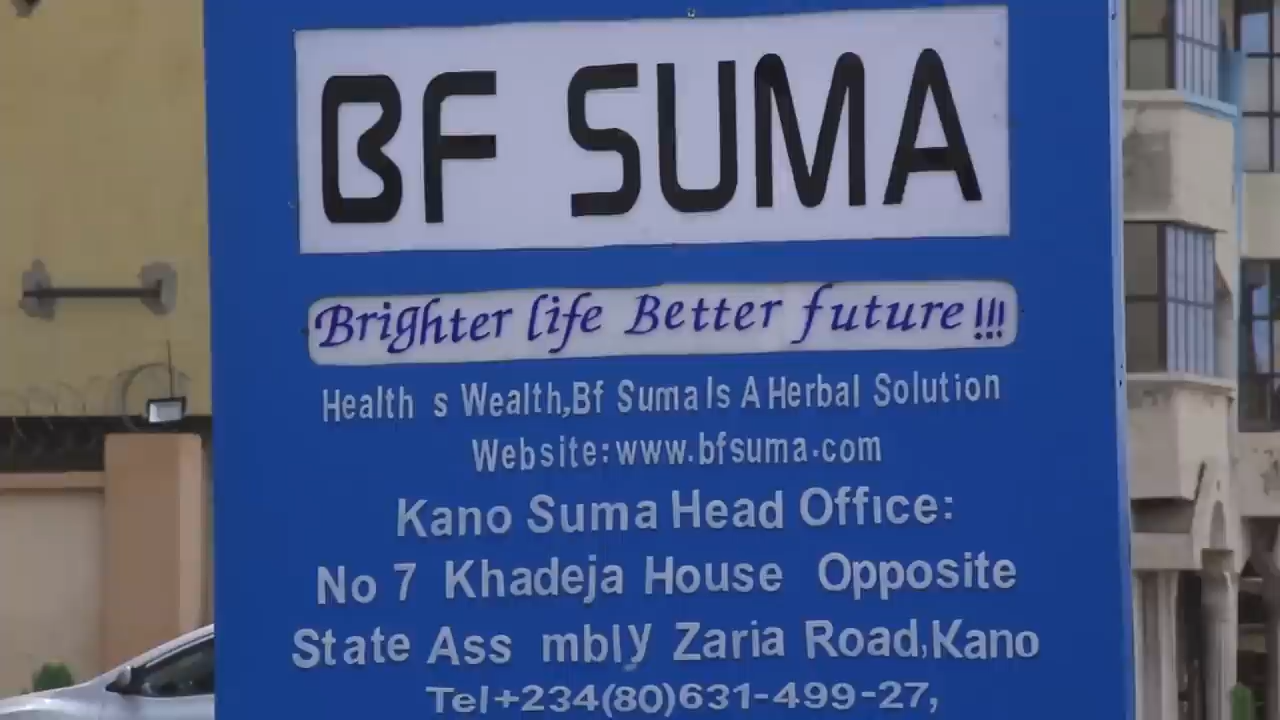 BF SUMA
Brighter life Better future!!!
Health s Wealth,Bf Suma Is A Herbal Solution
Website:www.bfsuma.com
Kano Suma Head Office:
No 7 Khadeja House Opposite
State Ass mbly Zaria Road,Kano
Tel+234(80)631-499-27,